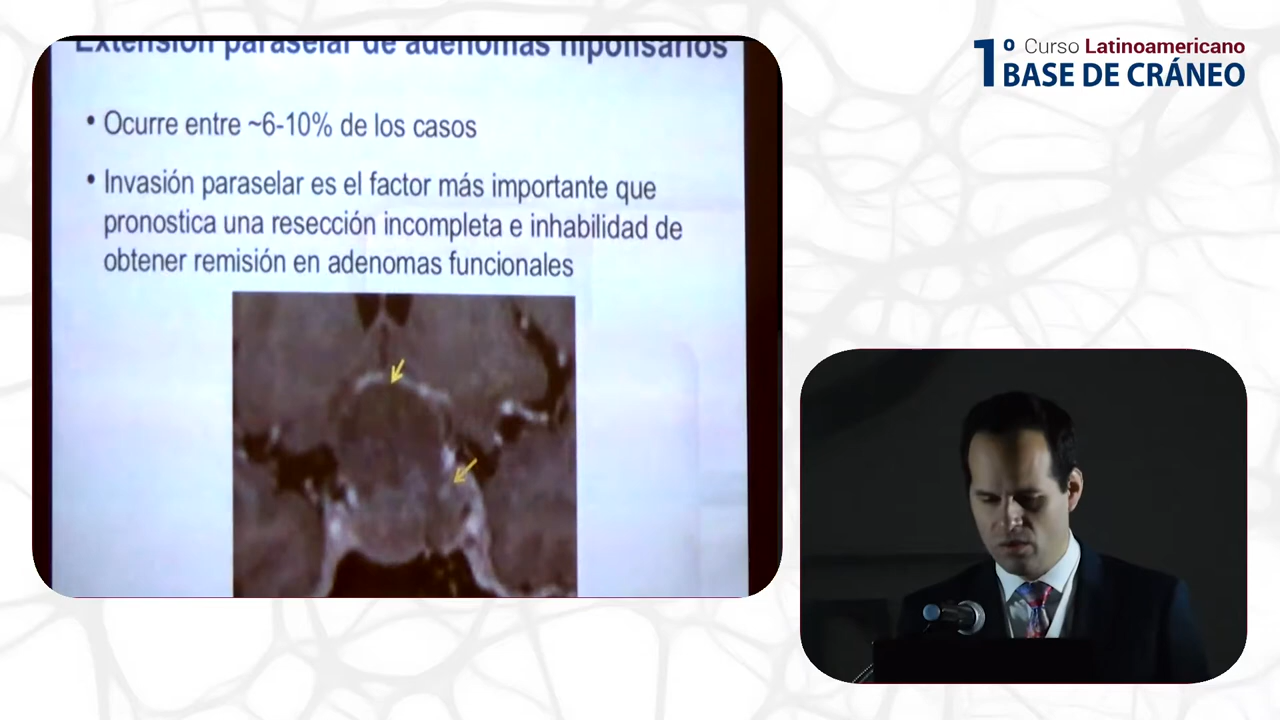 Extensión paraselar de adenomas hipofisarios
• Ocurre entre ~6-10% de los casos
• Invasión paraselar es el factor más importante que
pronostica una resección incompleta e inhabilidad de
obtener remisión en adenomas funcionales
1º Curso Latinoamericano
BASE DE CRÁNEO